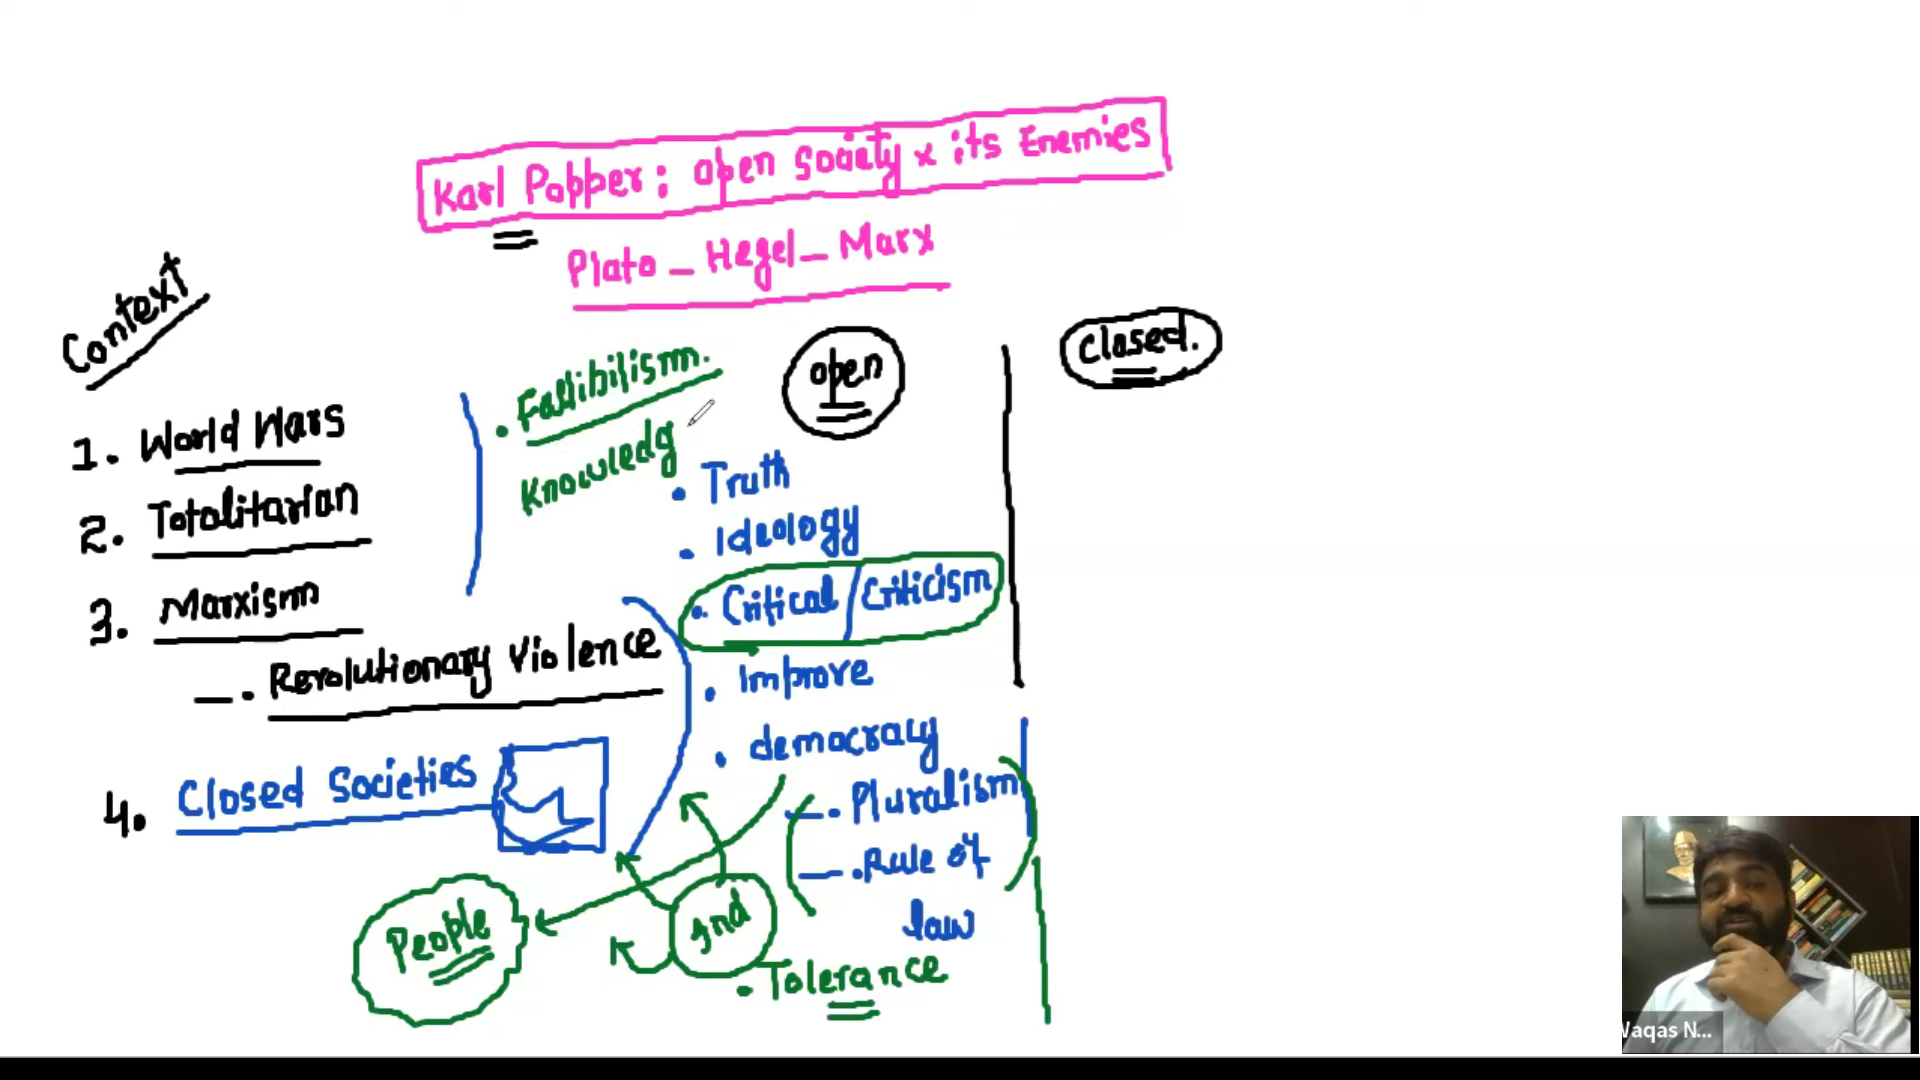 Karl Popper: open society x its Enemies
Plato - Hegel - Marx
Context
1. World Wars
2. Totalitarian
3. Marxism
-. Revolutionary Violence
4. Closed Societies
• Fallibilism.
Knowledg
open
• Truth
• Ideology
• Critical / Criticism
• Improve
• democracy
-. Pluralism
-. Rule of
law
• Tolerance
People
Ind
Closed.
Waqas N...